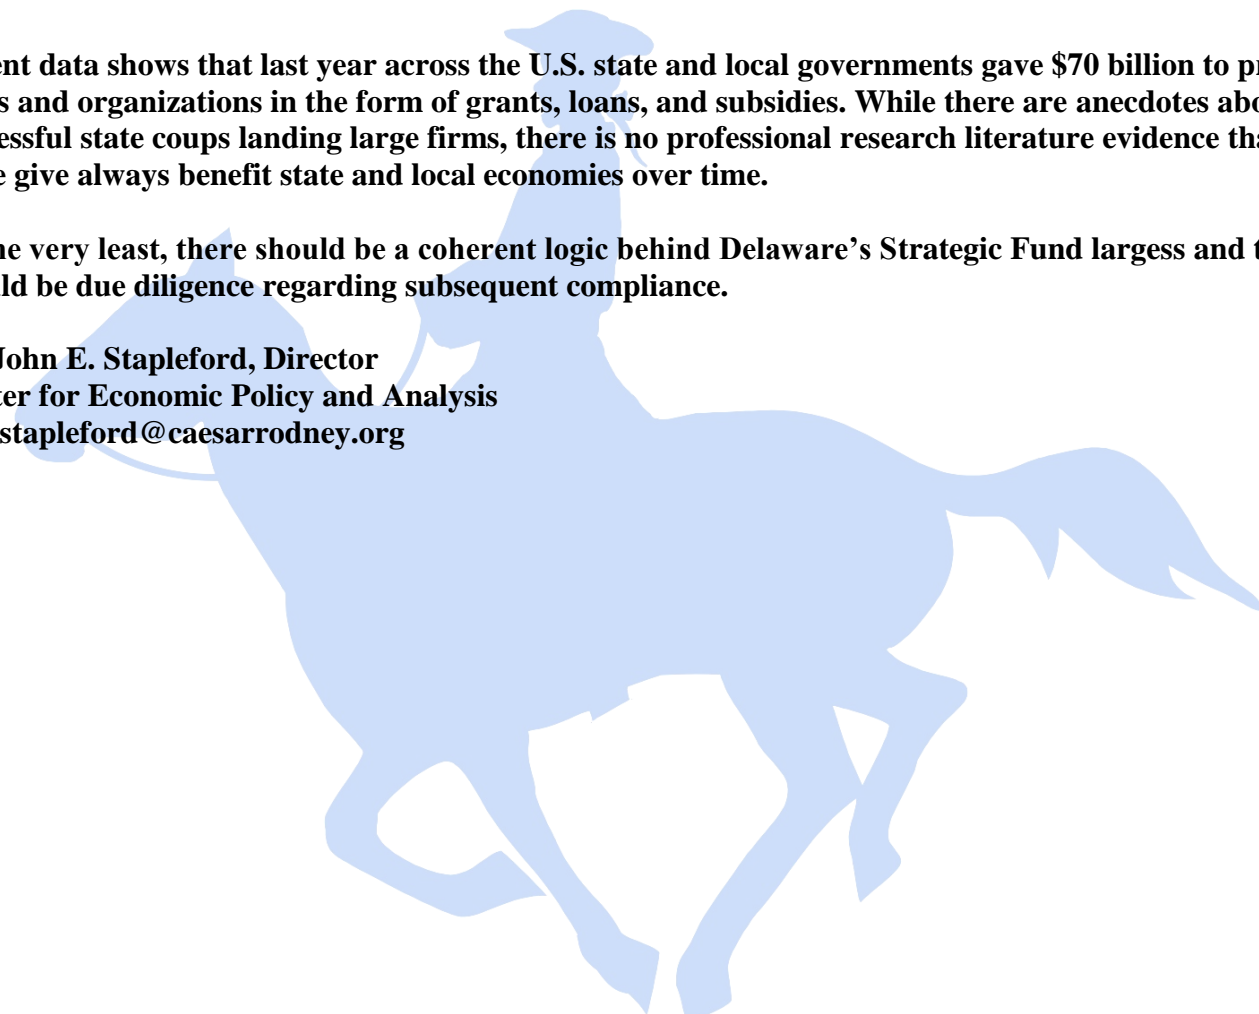 ent data shows that last year across the U.S. state and local governments gave $70 billion to pr
s and organizations in the form of grants, loans, and subsidies. While there are anecdotes abo
essful state coups landing large firms, there is no professional research literature evidence tha
e give always benefit state and local economies over time.
he very least, there should be a coherent logic behind Delaware’s Strategic Fund largess and t
ld be due diligence regarding subsequent compliance.
John E. Stapleford, Director
ter for Economic Policy and Analysis
stapleford@caesarrodney.org